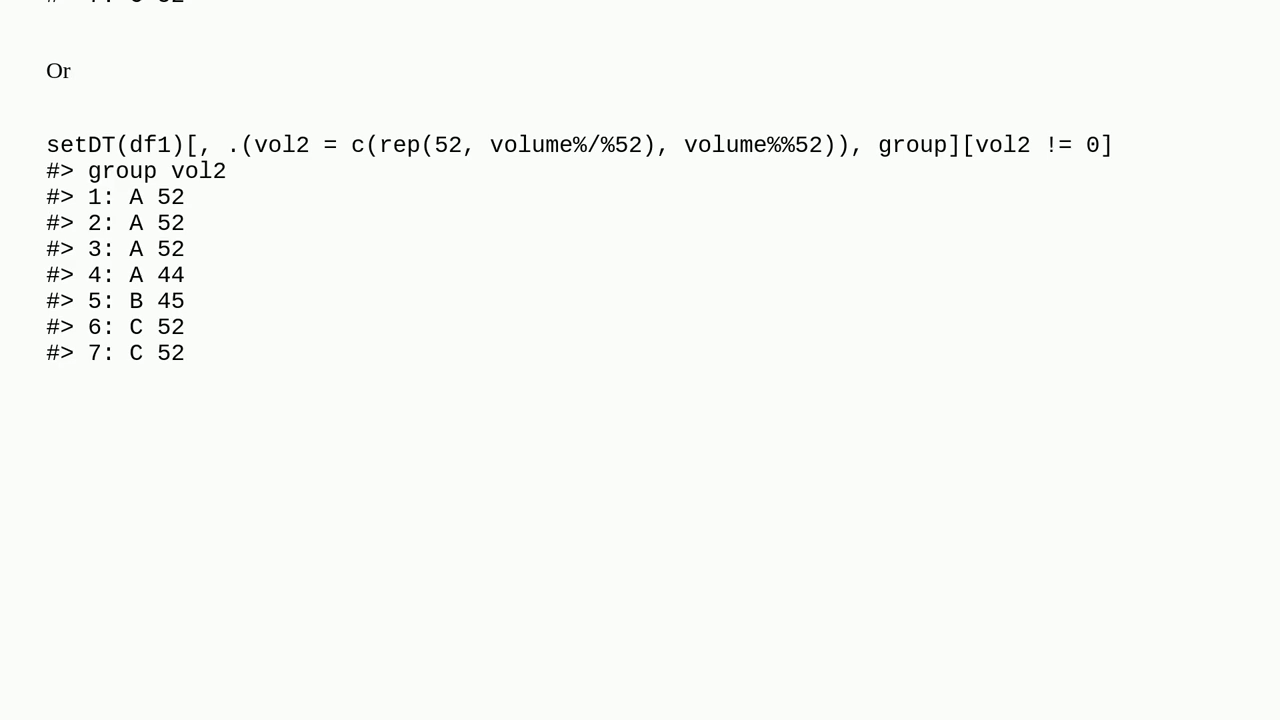 Or
setDT(df1)[, .(vol2 = c(rep(52, volume%/%52), volume%%52)), group][vol2 != 0]
#> group vol2
#> 1: A 52
#> 2: A 52
#> 3: A 52
#> 4: A 44
#> 5: B 45
#> 6: C 52
#> 7: C 52